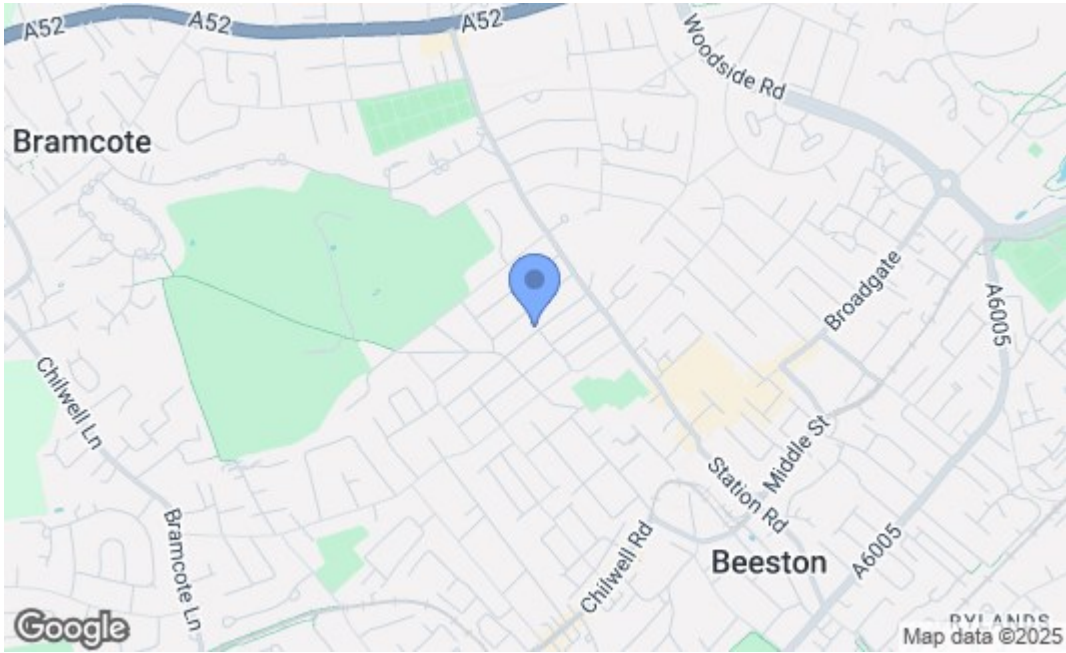 A52
A52
A52
Woodside Rd
Bramcote
Broadgate
A6005
Chilwell Ln
Middle St
Station Rd
Bramcote Ln
Chilwell Rd
Beeston
A6005
RYLANDS
Google
Map data ©2025